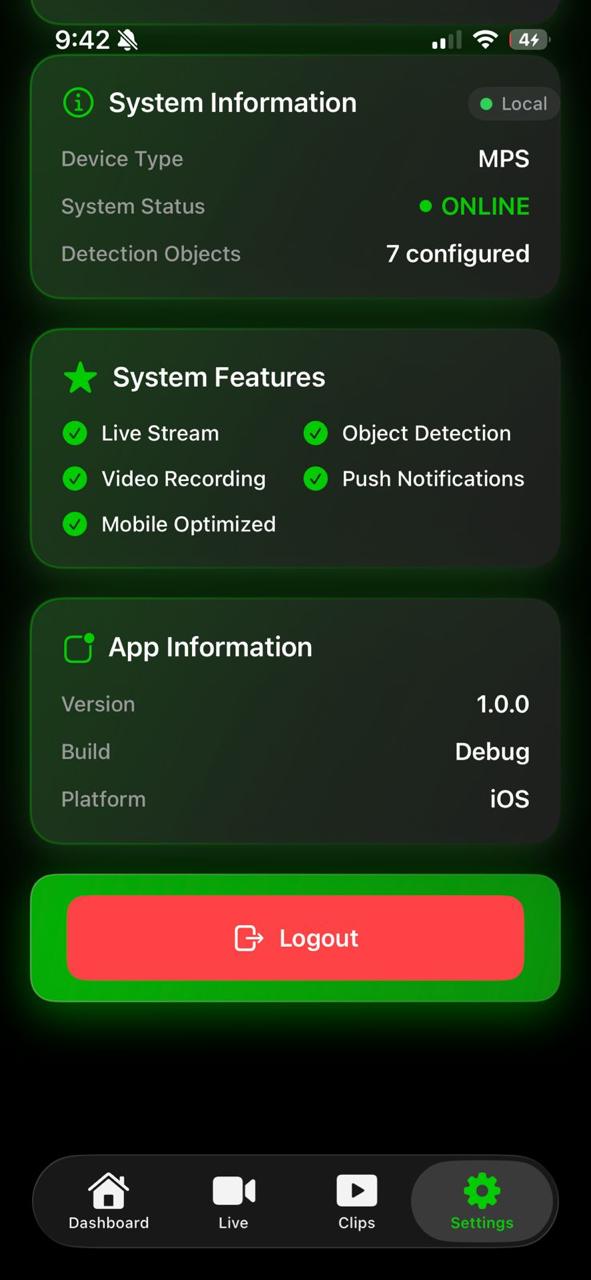 9:42
4
System Information
Local
Device Type
MPS
System Status
ONLINE
Detection Objects
7 configured
System Features
Live Stream
Object Detection
Video Recording
Push Notifications
Mobile Optimized
App Information
Version
1.0.0
Build
Debug
Platform
iOS
Logout
Dashboard
Live
Clips
Settings